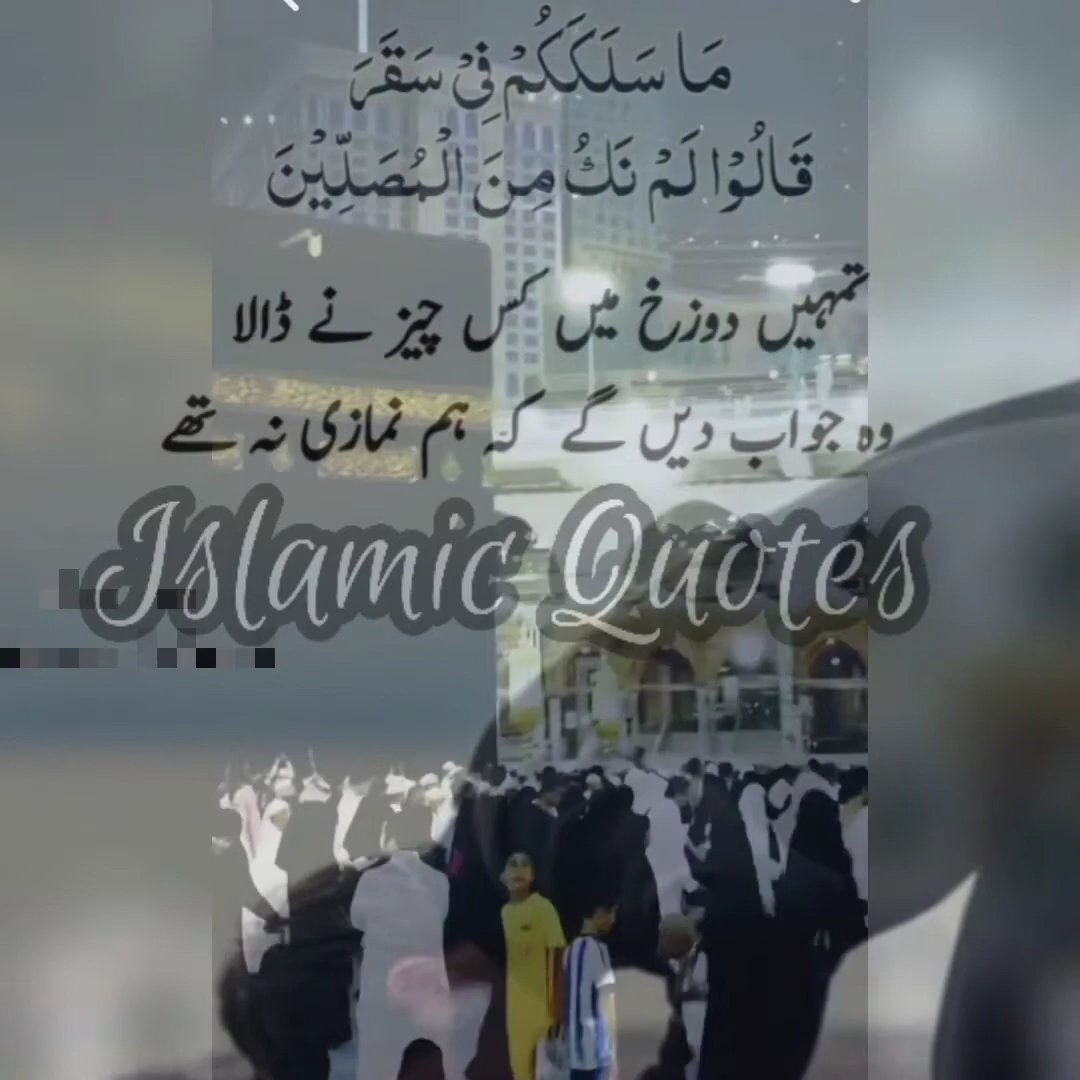 مَا سَلَكَكُمْ فِيْ سَقَرَ
قَالُوْا لَمْ نَكُ مِنَ الْمُصَلِّيْنَ
تمہیں دوزخ میں کس چیز نے ڈالا
وہ جواب دیں گے کہ ہم نمازی نہ تھے
Islamic Quotes